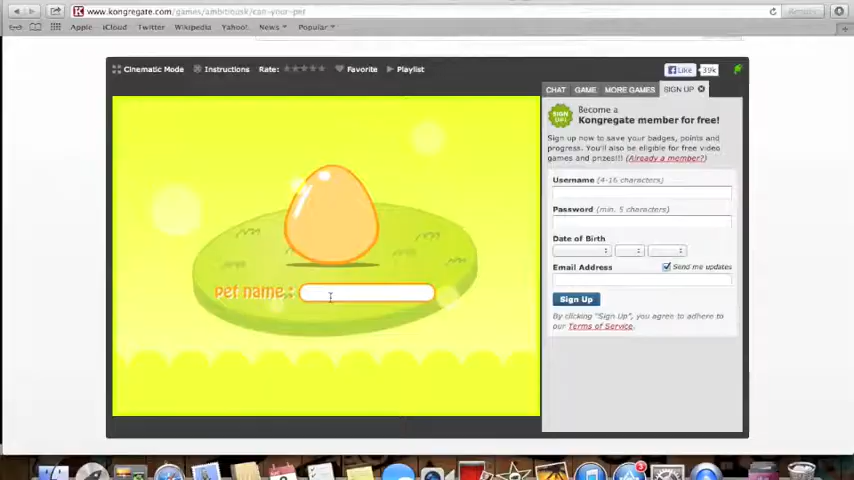 www.kongregate.com/games/ambitiousk/can-your-pet
Apple iCloud Twitter Wikipedia Yahoo! News Popular
Cinematic Mode Instructions Rate: Favorite Playlist Like 39k
CHAT GAME MORE GAMES SIGN UP
SIGN UP!
Become a
Kongregate member for free!
Sign up now to save your badges, points and
progress. You'll also be eligible for free video
games and prizes!!! (Already a member?)
Username (4-16 characters)
Password (min. 5 characters)
Date of Birth
Email Address Send me updates
Sign Up
By clicking "Sign Up", you agree to adhere to
our Terms of Service.
pet name :
3